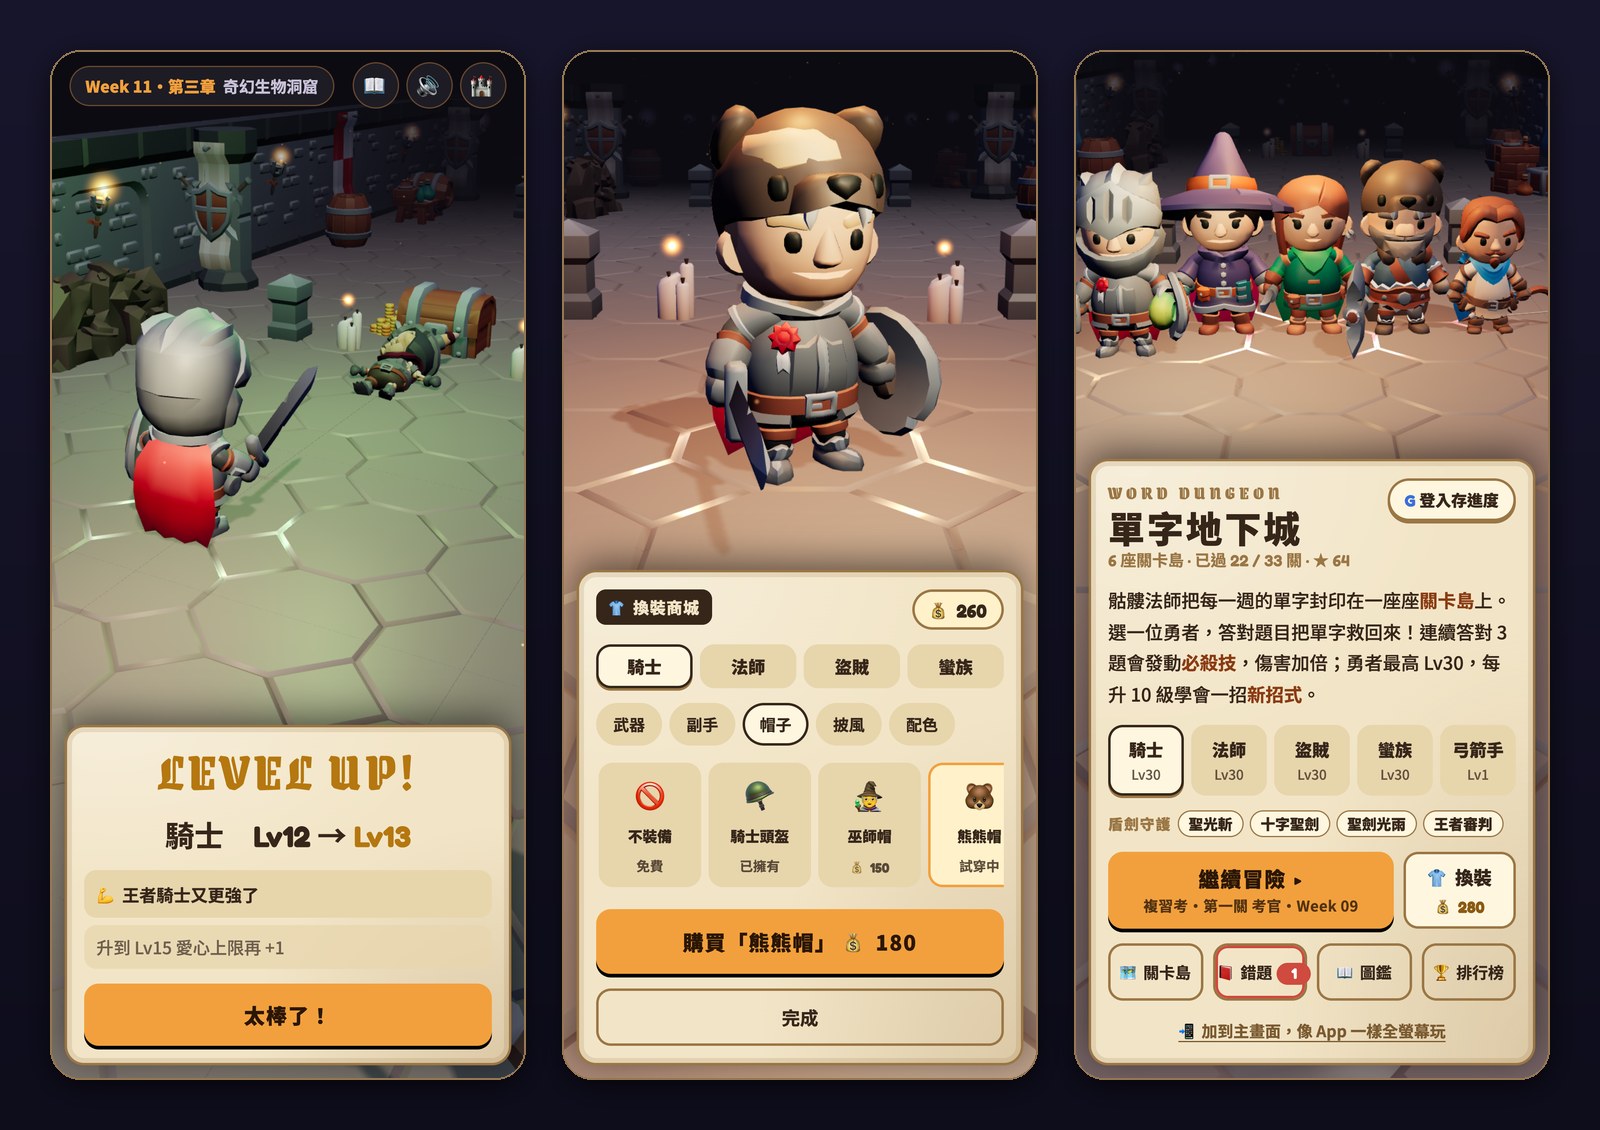 Week 11・第三章 奇幻生物洞窟
LEVEL UP!
騎士 Lv12 → Lv13
王者騎士又更強了
升到 Lv15 愛心上限再 +1
太棒了！
換裝商城
260
騎士
法師
盜賊
蠻族
武器
副手
帽子
披風
配色
不裝備
免費
騎士頭盔
已擁有
巫師帽
150
熊熊帽
試穿中
購買「熊熊帽」 180
完成
WORD DUNGEON
單字地下城
G 登入存進度
6 座關卡島 · 已過 22 / 33 關 · ★ 64
骷髏法師把每一週的單字封印在一座座關卡島上。
選一位勇者，答對題目把單字救回來！連續答對 3
題會發動必殺技，傷害加倍；勇者最高 Lv30，每
升 10 級學會一招新招式。
騎士
Lv30
法師
Lv30
盜賊
Lv30
蠻族
Lv30
弓箭手
Lv1
盾劍守護
聖光斬
十字聖劍
聖劍光雨
王者審判
繼續冒險 ▸
複習考・第一關 考官・Week 09
換裝
280
關卡島
錯題 1
圖鑑
排行榜
加到主畫面，像 App 一樣全螢幕玩